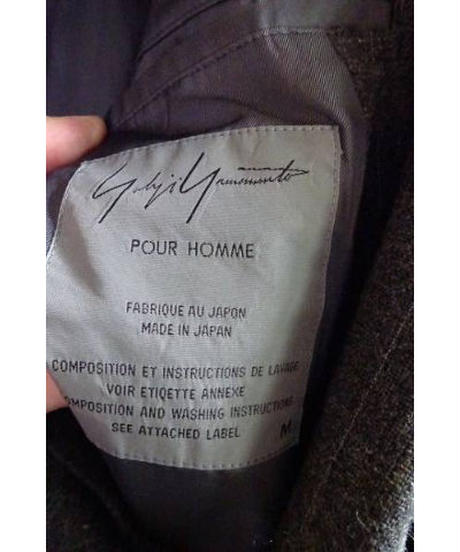 Yohji Yamamoto
POUR HOMME
FABRIQUE AU JAPON
MADE IN JAPAN
COMPOSITION ET INSTRUCTIONS DE LAVAGE
VOIR ETIQETTE ANNEXE
COMPOSITION AND WASHING INSTRUCTIONS
SEE ATTACHED LABEL M